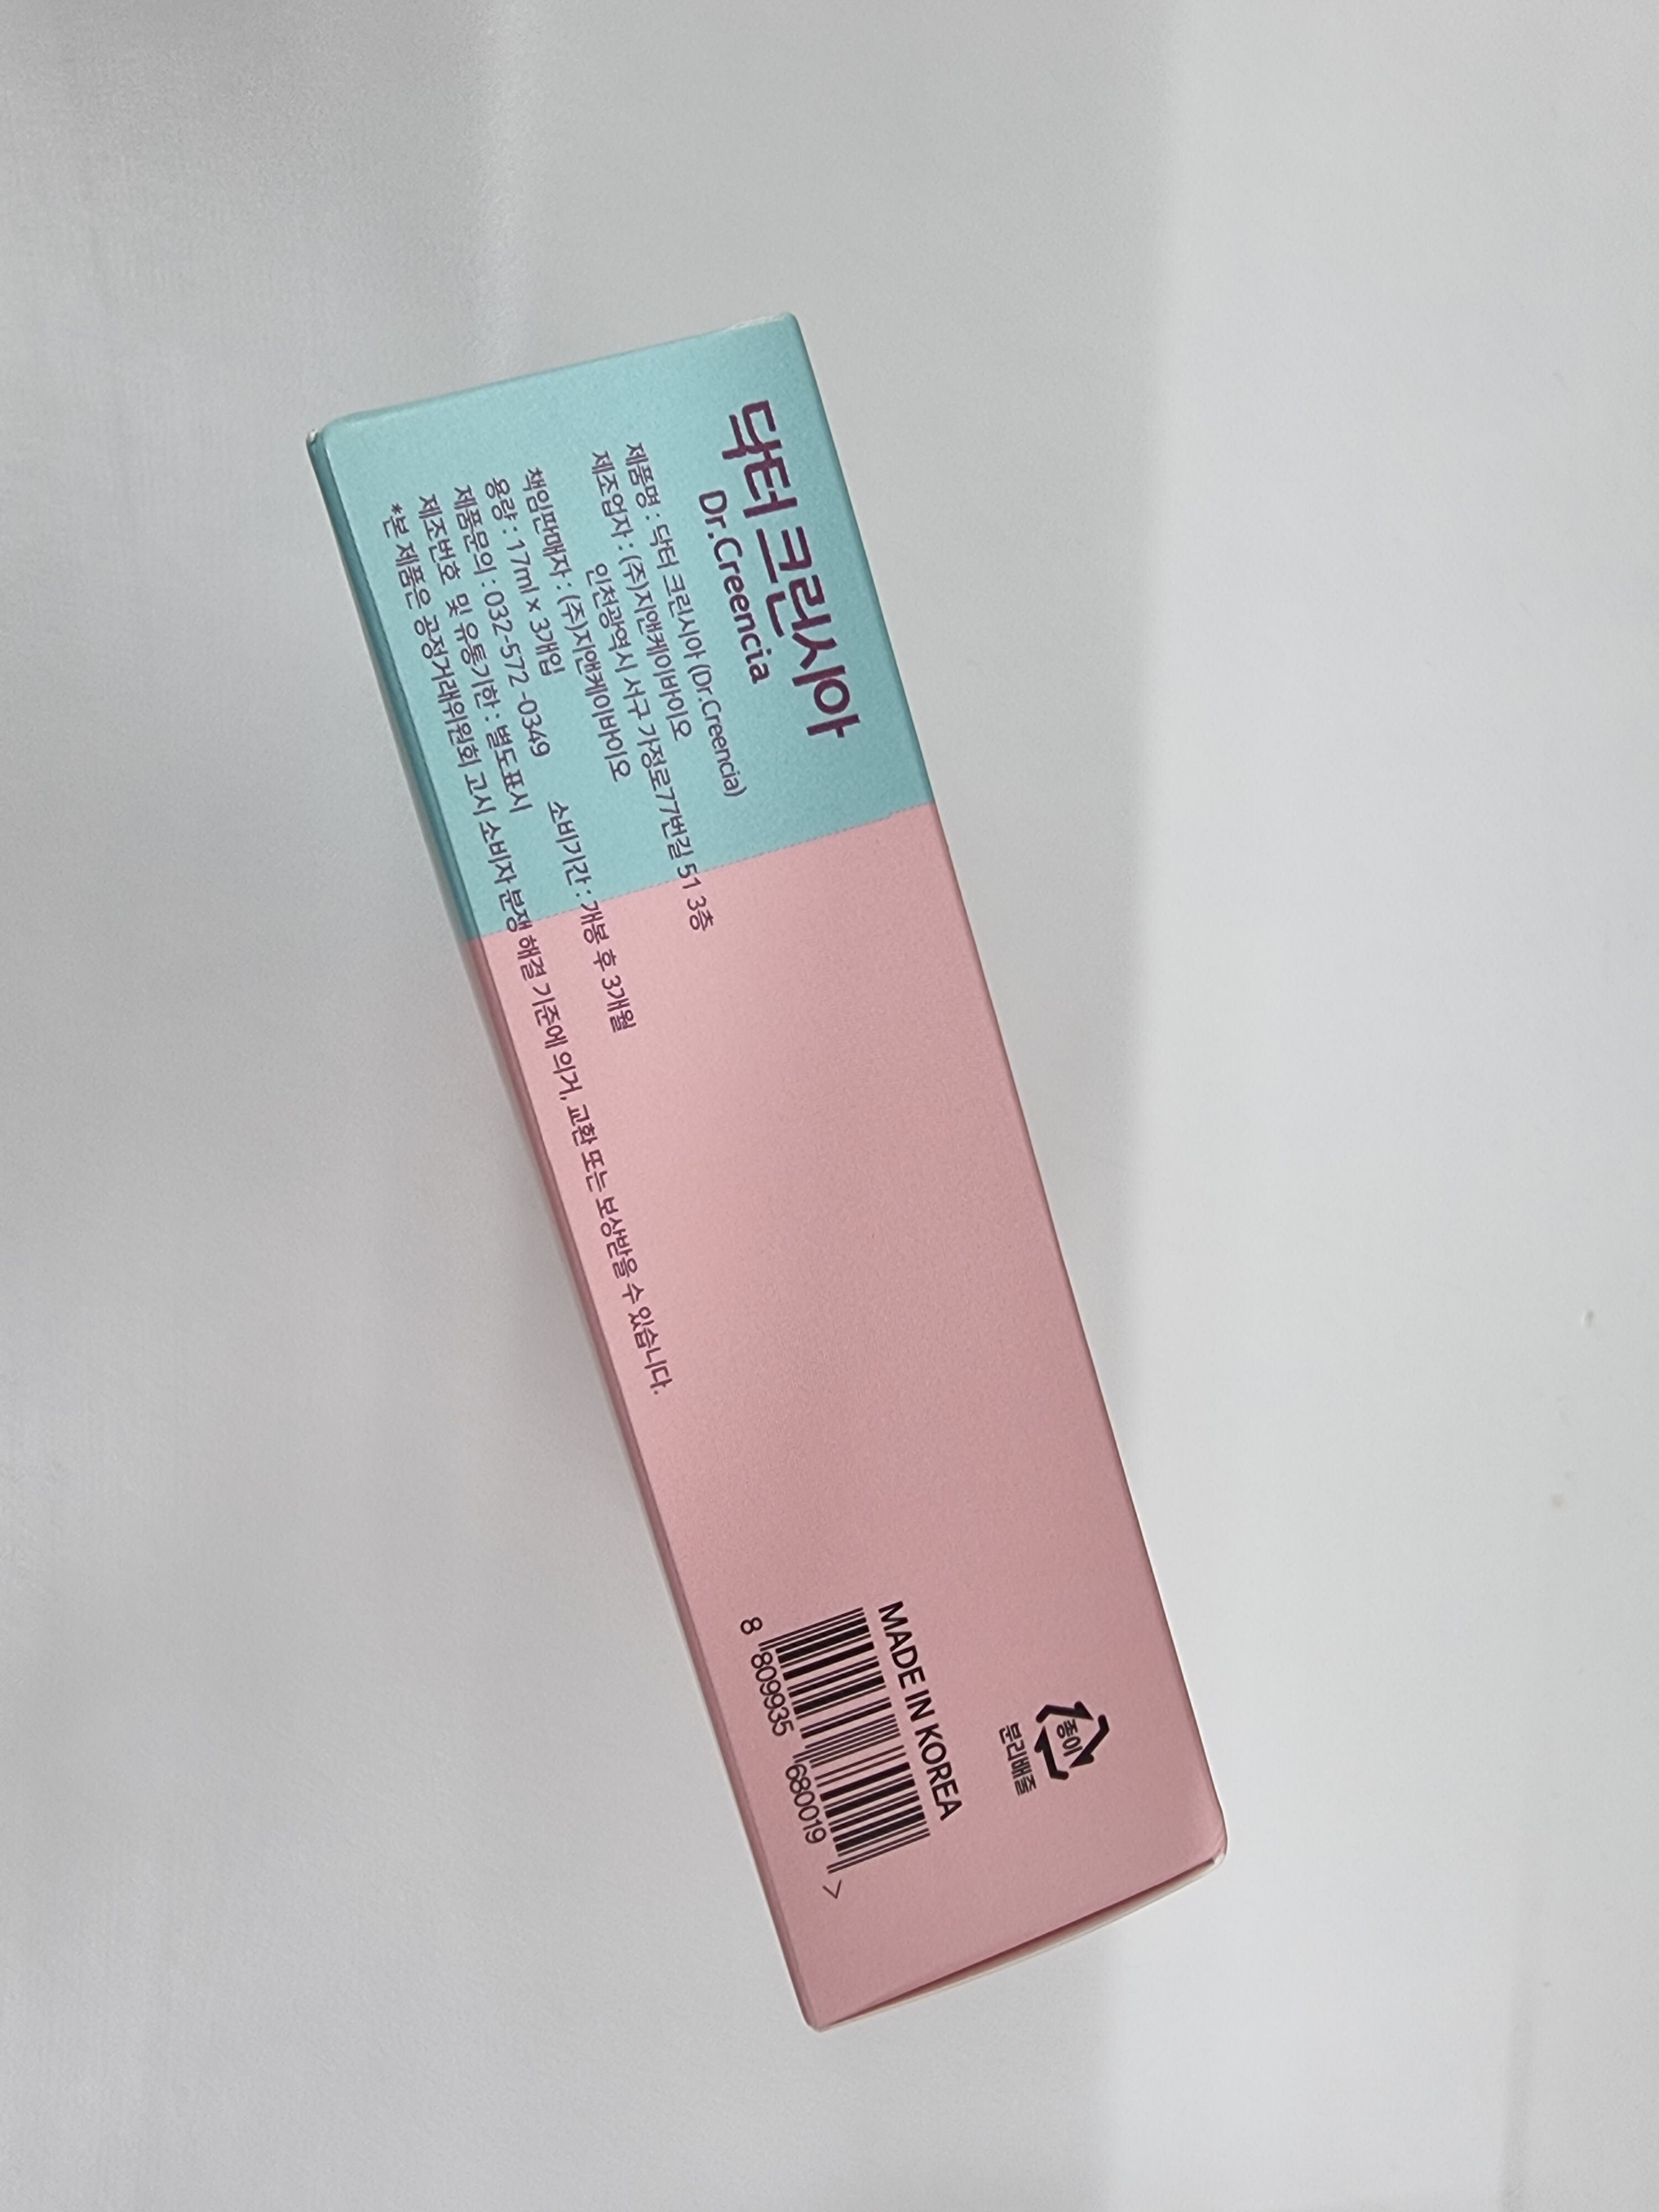 닥터 크린시아
Dr.Creencia
제품명 : 닥터 크린시아 (Dr.Creencia)
제조업자 : (주)지앤케이바이오
인천광역시 서구 가정로77번길 51 3층
책임판매자 : (주)지앤케이바이오
용량 : 17ml x 3개입
소비기간 : 개봉 후 3개월
제품문의 : 032-572 -0349
제조번호 및 유통기한 : 별도표시
*본 제품은 공정거래위원회 고시 소비자 분쟁 해결 기준에 의거, 교환 또는 보상받을 수 있습니다.
종이
분리배출
MADE IN KOREA
8 809935 680019 >